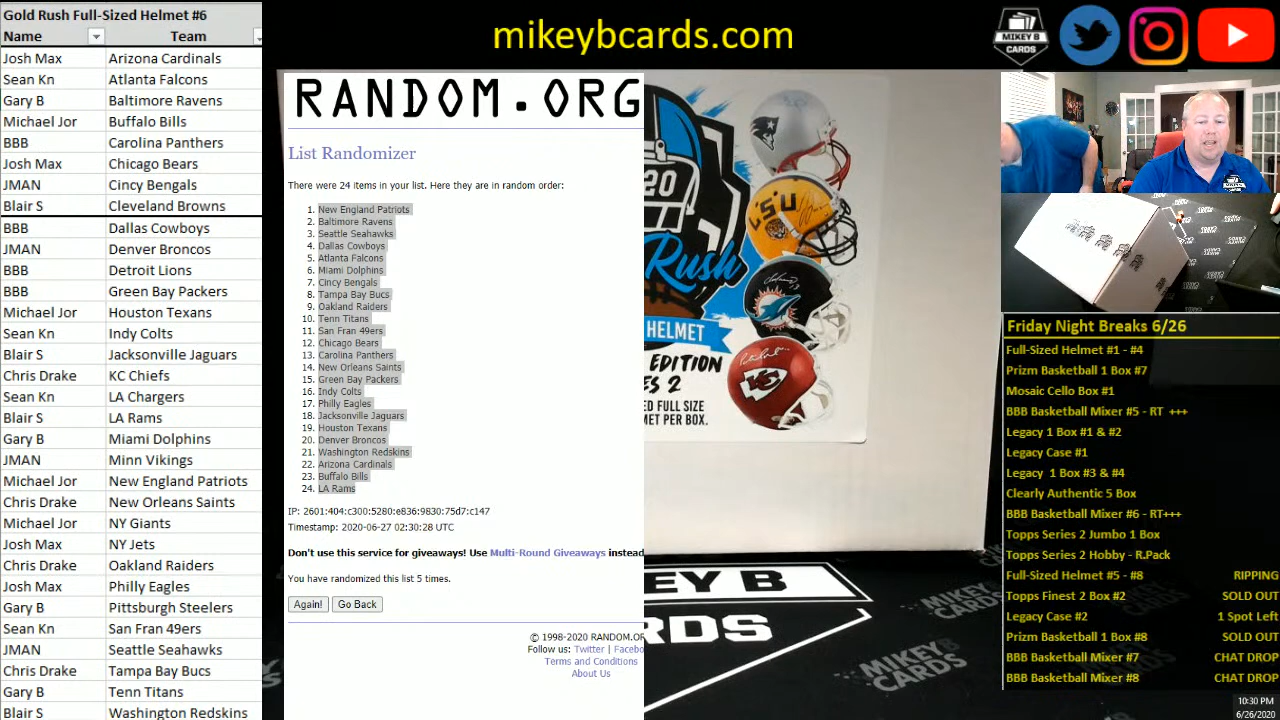 Gold Rush Full-Sized Helmet #6
Name Team
Josh Max Arizona Cardinals
Sean Kn Atlanta Falcons
Gary B Baltimore Ravens
Michael Jor Buffalo Bills
BBB Carolina Panthers
Josh Max Chicago Bears
JMAN Cincy Bengals
Blair S Cleveland Browns
BBB Dallas Cowboys
JMAN Denver Broncos
BBB Detroit Lions
BBB Green Bay Packers
Michael Jor Houston Texans
Sean Kn Indy Colts
Blair S Jacksonville Jaguars
Chris Drake KC Chiefs
Sean Kn LA Chargers
Blair S LA Rams
Gary B Miami Dolphins
JMAN Minn Vikings
Michael Jor New England Patriots
Chris Drake New Orleans Saints
Michael Jor NY Giants
Josh Max NY Jets
Chris Drake Oakland Raiders
Josh Max Philly Eagles
Gary B Pittsburgh Steelers
Sean Kn San Fran 49ers
JMAN Seattle Seahawks
Chris Drake Tampa Bay Bucs
Gary B Tenn Titans
Blair S Washington Redskins
mikeybcards.com
MIKEY B
CARDS
RANDOM.ORG
List Randomizer
There were 24 items in your list. Here they are in random order:
1. New England Patriots
2. Baltimore Ravens
3. Seattle Seahawks
4. Dallas Cowboys
5. Atlanta Falcons
6. Miami Dolphins
7. Cincy Bengals
8. Tampa Bay Bucs
9. Oakland Raiders
10. Tenn Titans
11. San Fran 49ers
12. Chicago Bears
13. Carolina Panthers
14. New Orleans Saints
15. Green Bay Packers
16. Indy Colts
17. Philly Eagles
18. Jacksonville Jaguars
19. Houston Texans
20. Denver Broncos
21. Washington Redskins
22. Arizona Cardinals
23. Buffalo Bills
24. LA Rams
IP: 2601:404:c300:5280:e836:9830:75d7:c147
Timestamp: 2020-06-27 02:30:28 UTC
Don't use this service for giveaways! Use Multi-Round Giveaways instead
You have randomized this list 5 times.
Again! Go Back
© 1998-2020 RANDOM.OR
Follow us: Twitter | Facebo
Terms and Conditions
About Us
20
Rush
HELMET
EDITION
ES 2
ED FULL SIZE
MET PER BOX.
LSU
KC
EY B
RDS
MIKEY B
CARDS
MIKEY B
CARDS
Friday Night Breaks 6/26
Full-Sized Helmet #1 - #4
Prizm Basketball 1 Box #7
Mosaic Cello Box #1
BBB Basketball Mixer #5 - RT +++
Legacy 1 Box #1 & #2
Legacy Case #1
Legacy 1 Box #3 & #4
Clearly Authentic 5 Box
BBB Basketball Mixer #6 - RT+++
Topps Series 2 Jumbo 1 Box
Topps Series 2 Hobby - R.Pack
Full-Sized Helmet #5 - #8 RIPPING
Topps Finest 2 Box #2 SOLD OUT
Legacy Case #2 1 Spot Left
Prizm Basketball 1 Box #8 SOLD OUT
BBB Basketball Mixer #7 CHAT DROP
BBB Basketball Mixer #8 CHAT DROP
10:30 PM
6/26/2020